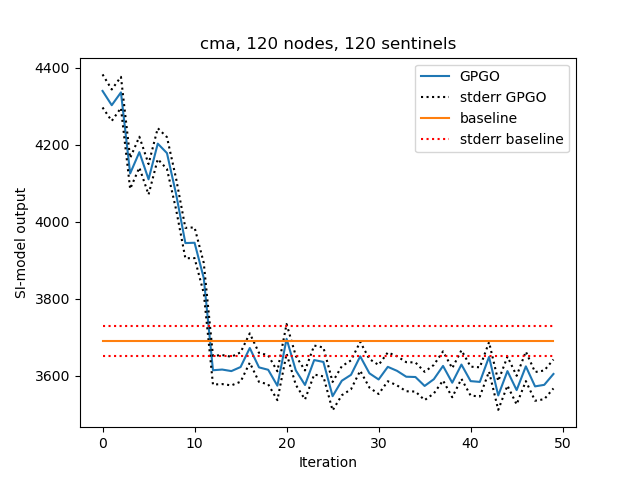 cma, 120 nodes, 120 sentinels
GPGO
stderr GPGO
baseline
stderr baseline
SI-model output
4400
4200
4000
3800
3600
0 10 20 30 40 50
Iteration